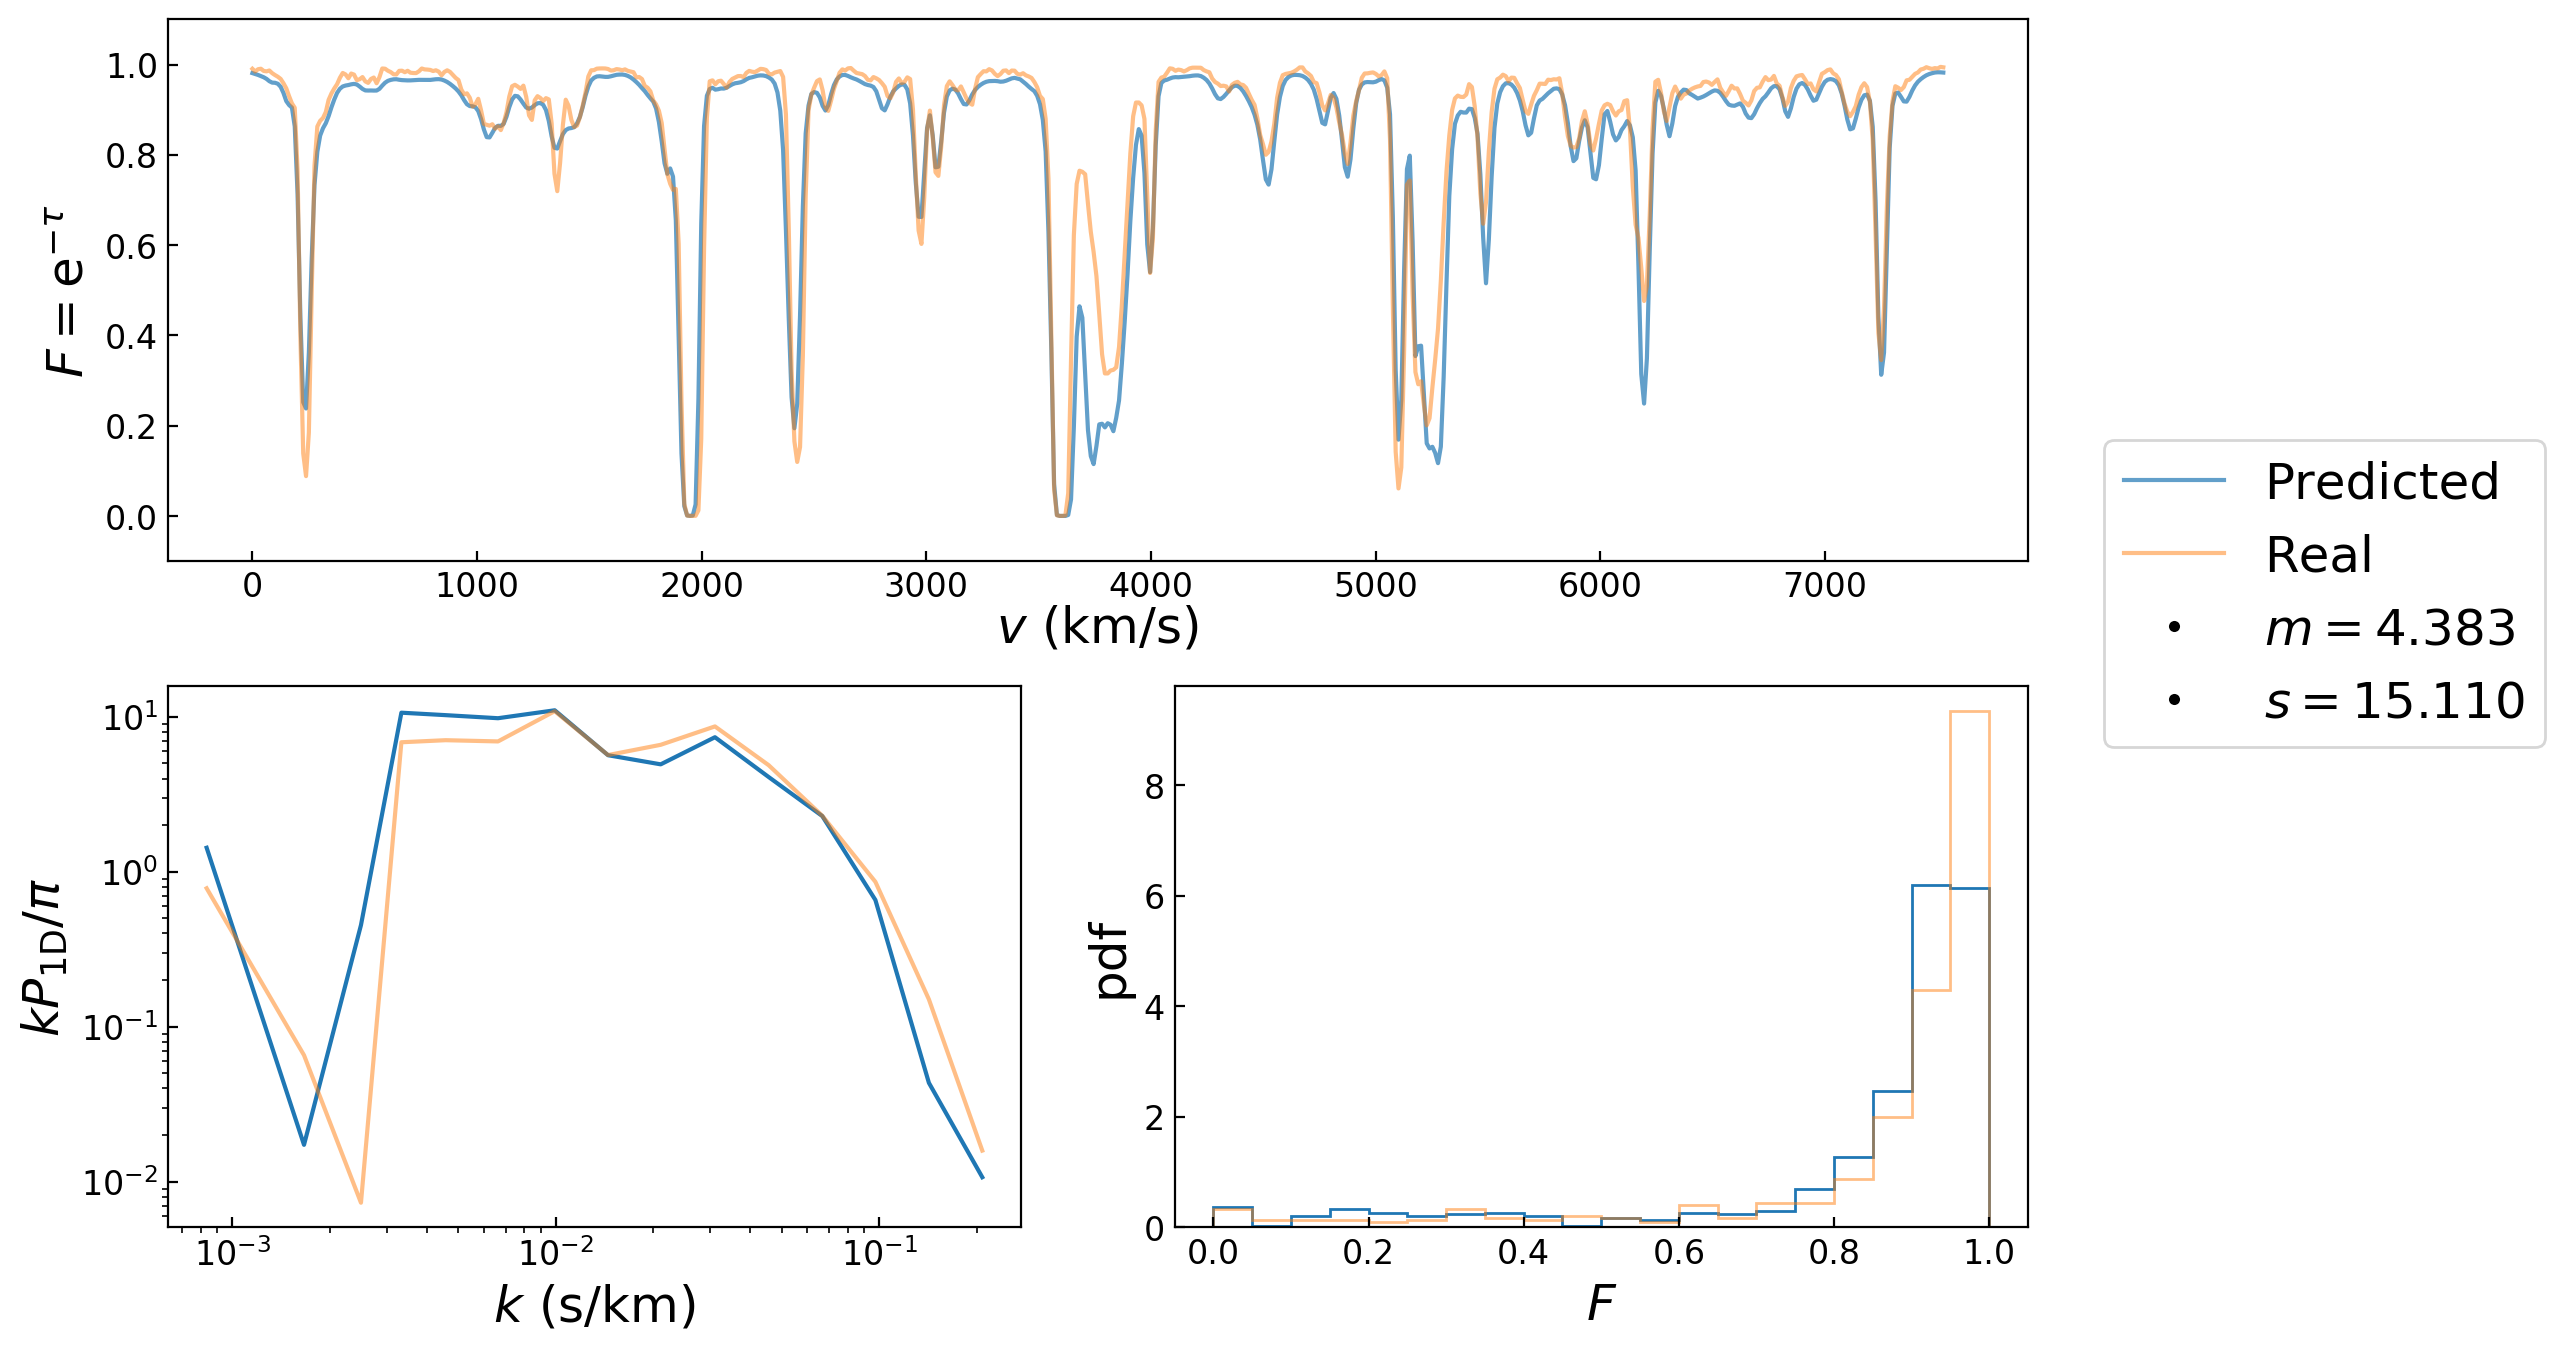 F = e^{−τ}
1.0
0.8
0.6
0.4
0.2
0.0
0 1000 2000 3000 4000 5000 6000 7000
v (km/s)
Predicted
Real
m = 4.383
s = 15.110
kP_{1D}/π
10^1
10^0
10^{−1}
10^{−2}
10^{−3} 10^{−2} 10^{−1}
k (s/km)
pdf
8
6
4
2
0
0.0 0.2 0.4 0.6 0.8 1.0
F